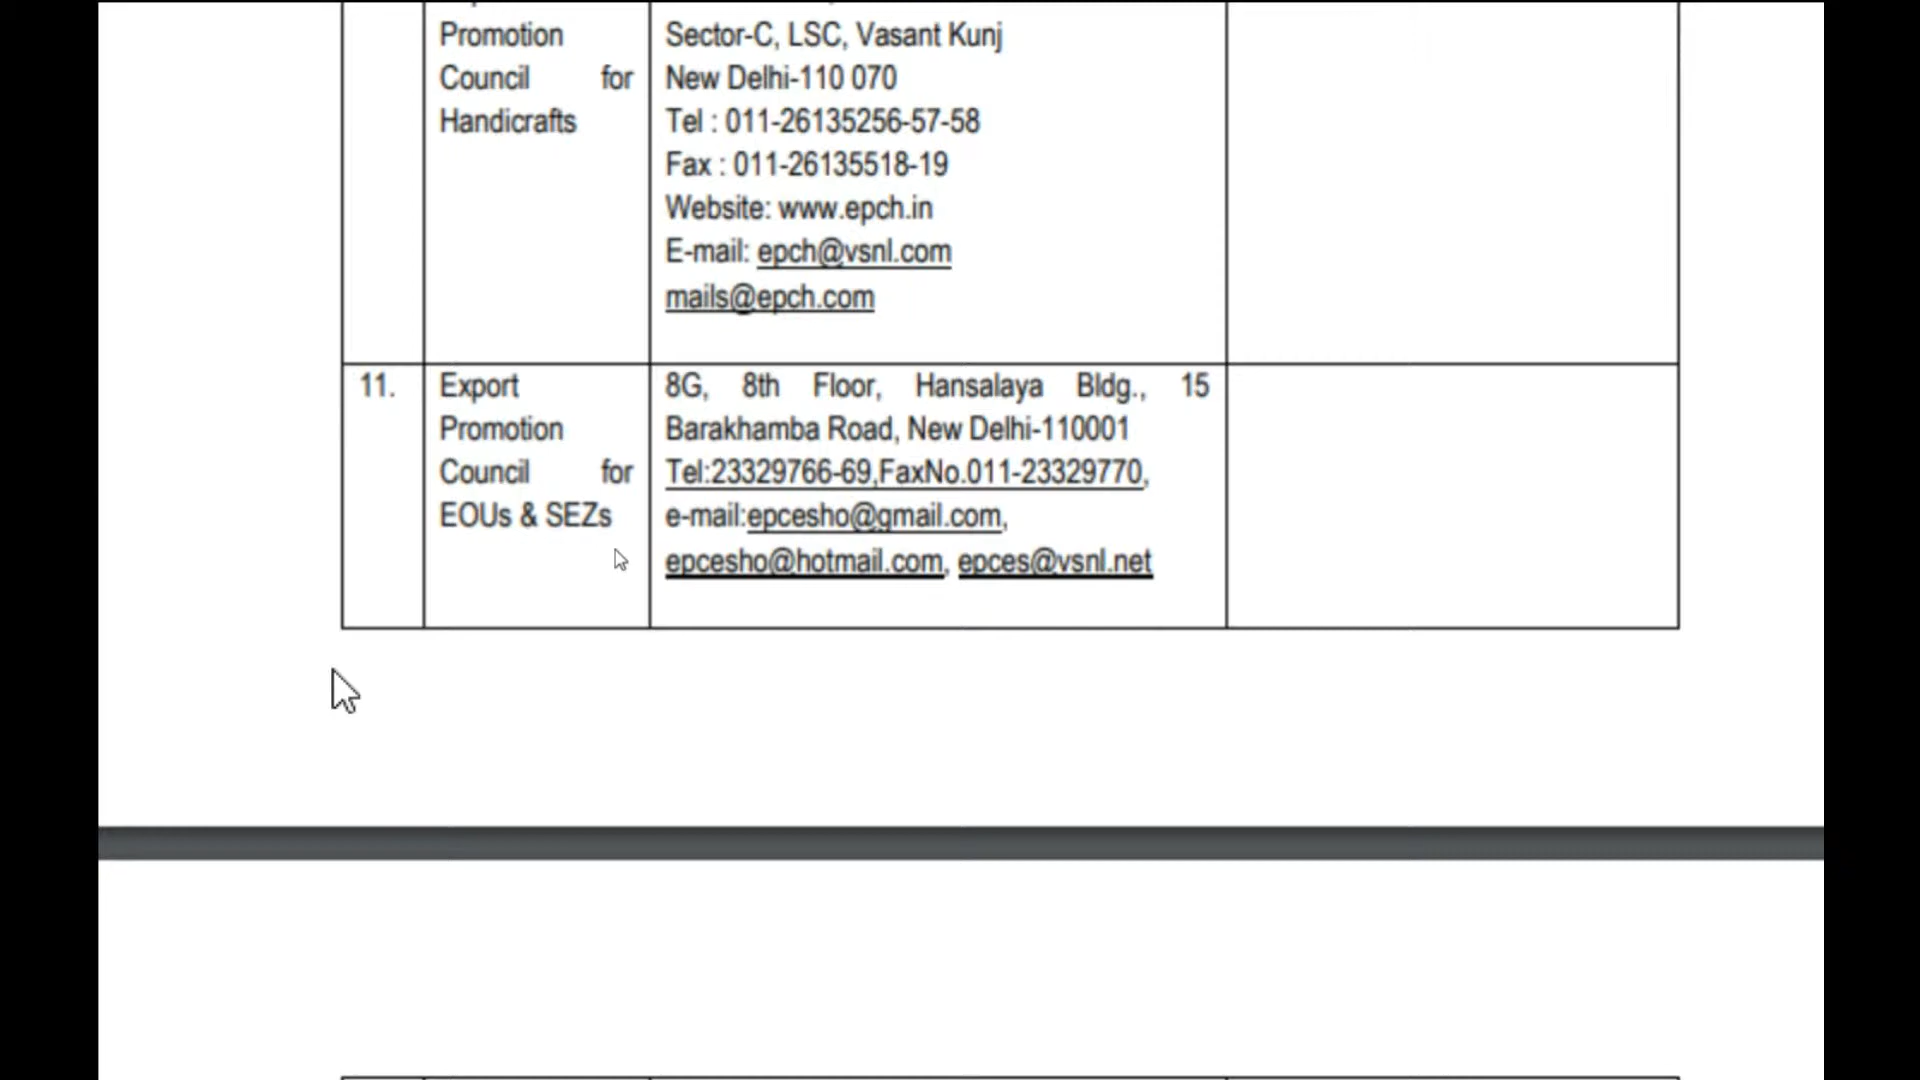 Promotion
Council for
Handicrafts
Sector-C, LSC, Vasant Kunj
New Delhi-110 070
Tel : 011-26135256-57-58
Fax : 011-26135518-19
Website: www.epch.in
E-mail: epch@vsnl.com
mails@epch.com
11.
Export
Promotion
Council for
EOUs & SEZs
8G, 8th Floor, Hansalaya Bldg., 15
Barakhamba Road, New Delhi-110001
Tel:23329766-69,FaxNo.011-23329770,
e-mail:epcesho@gmail.com,
epcesho@hotmail.com, epces@vsnl.net